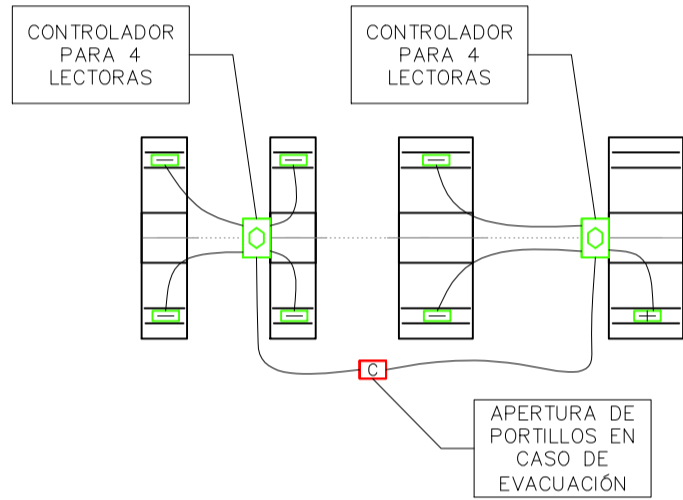 CONTROLADOR
PARA 4
LECTORAS
CONTROLADOR
PARA 4
LECTORAS
C
APERTURA DE
PORTILLOS EN
CASO DE
EVACUACIÓN